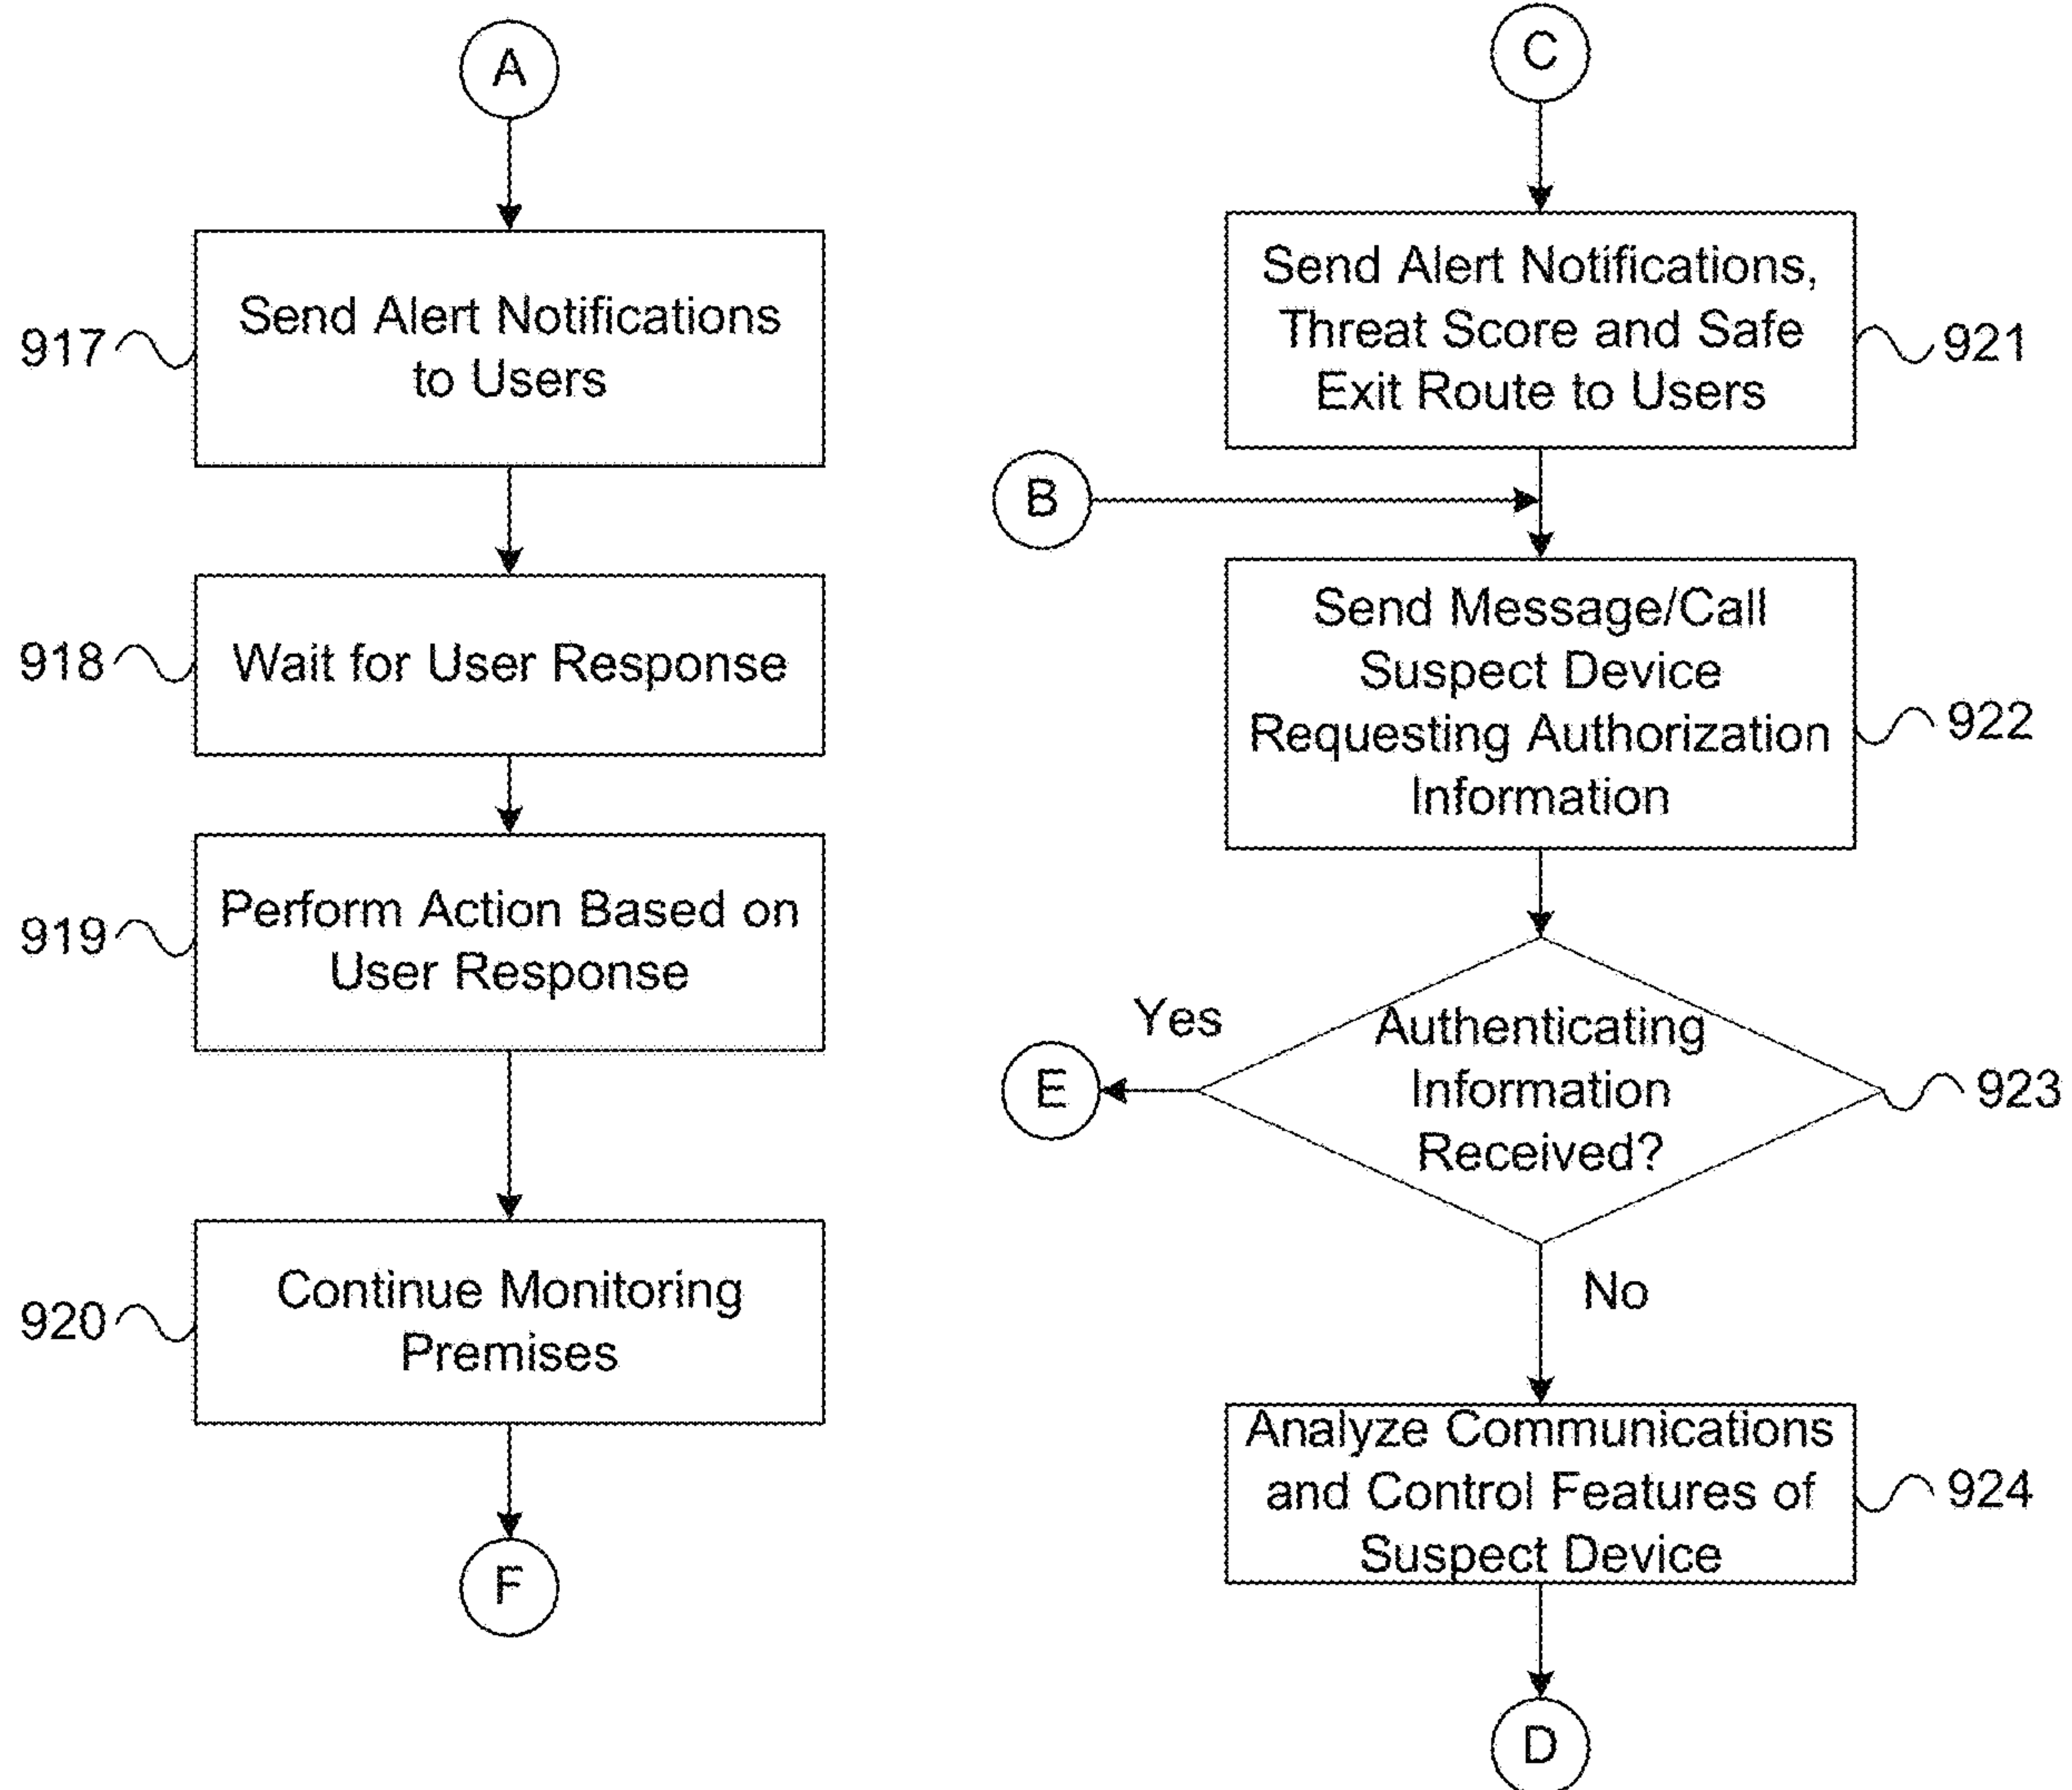 A
917
Send Alert Notifications
to Users
918
Wait for User Response
919
Perform Action Based on
User Response
920
Continue Monitoring
Premises
F
C
Send Alert Notifications,
Threat Score and Safe
Exit Route to Users
921
B
Send Message/Call
Suspect Device
Requesting Authorization
Information
922
Yes
E
Authenticating
Information
Received?
923
No
Analyze Communications
and Control Features of
Suspect Device
924
D